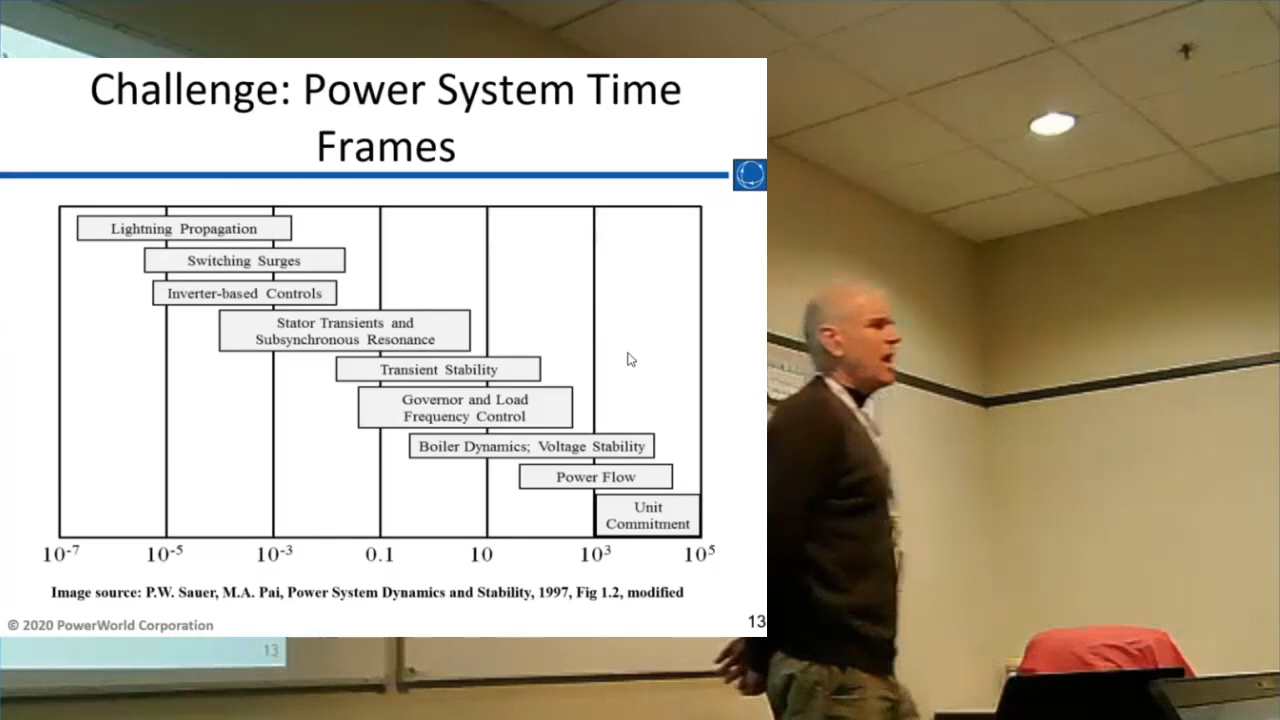 Challenge: Power System Time
Frames
Lightning Propagation
Switching Surges
Inverter-based Controls
Stator Transients and
Subsynchronous Resonance
Transient Stability
Governor and Load
Frequency Control
Boiler Dynamics; Voltage Stability
Power Flow
Unit
Commitment
10⁻⁷ 10⁻⁵ 10⁻³ 0.1 10 10³ 10⁵
Image source: P.W. Sauer, M.A. Pai, Power System Dynamics and Stability, 1997, Fig 1.2, modified
© 2020 PowerWorld Corporation
13
13